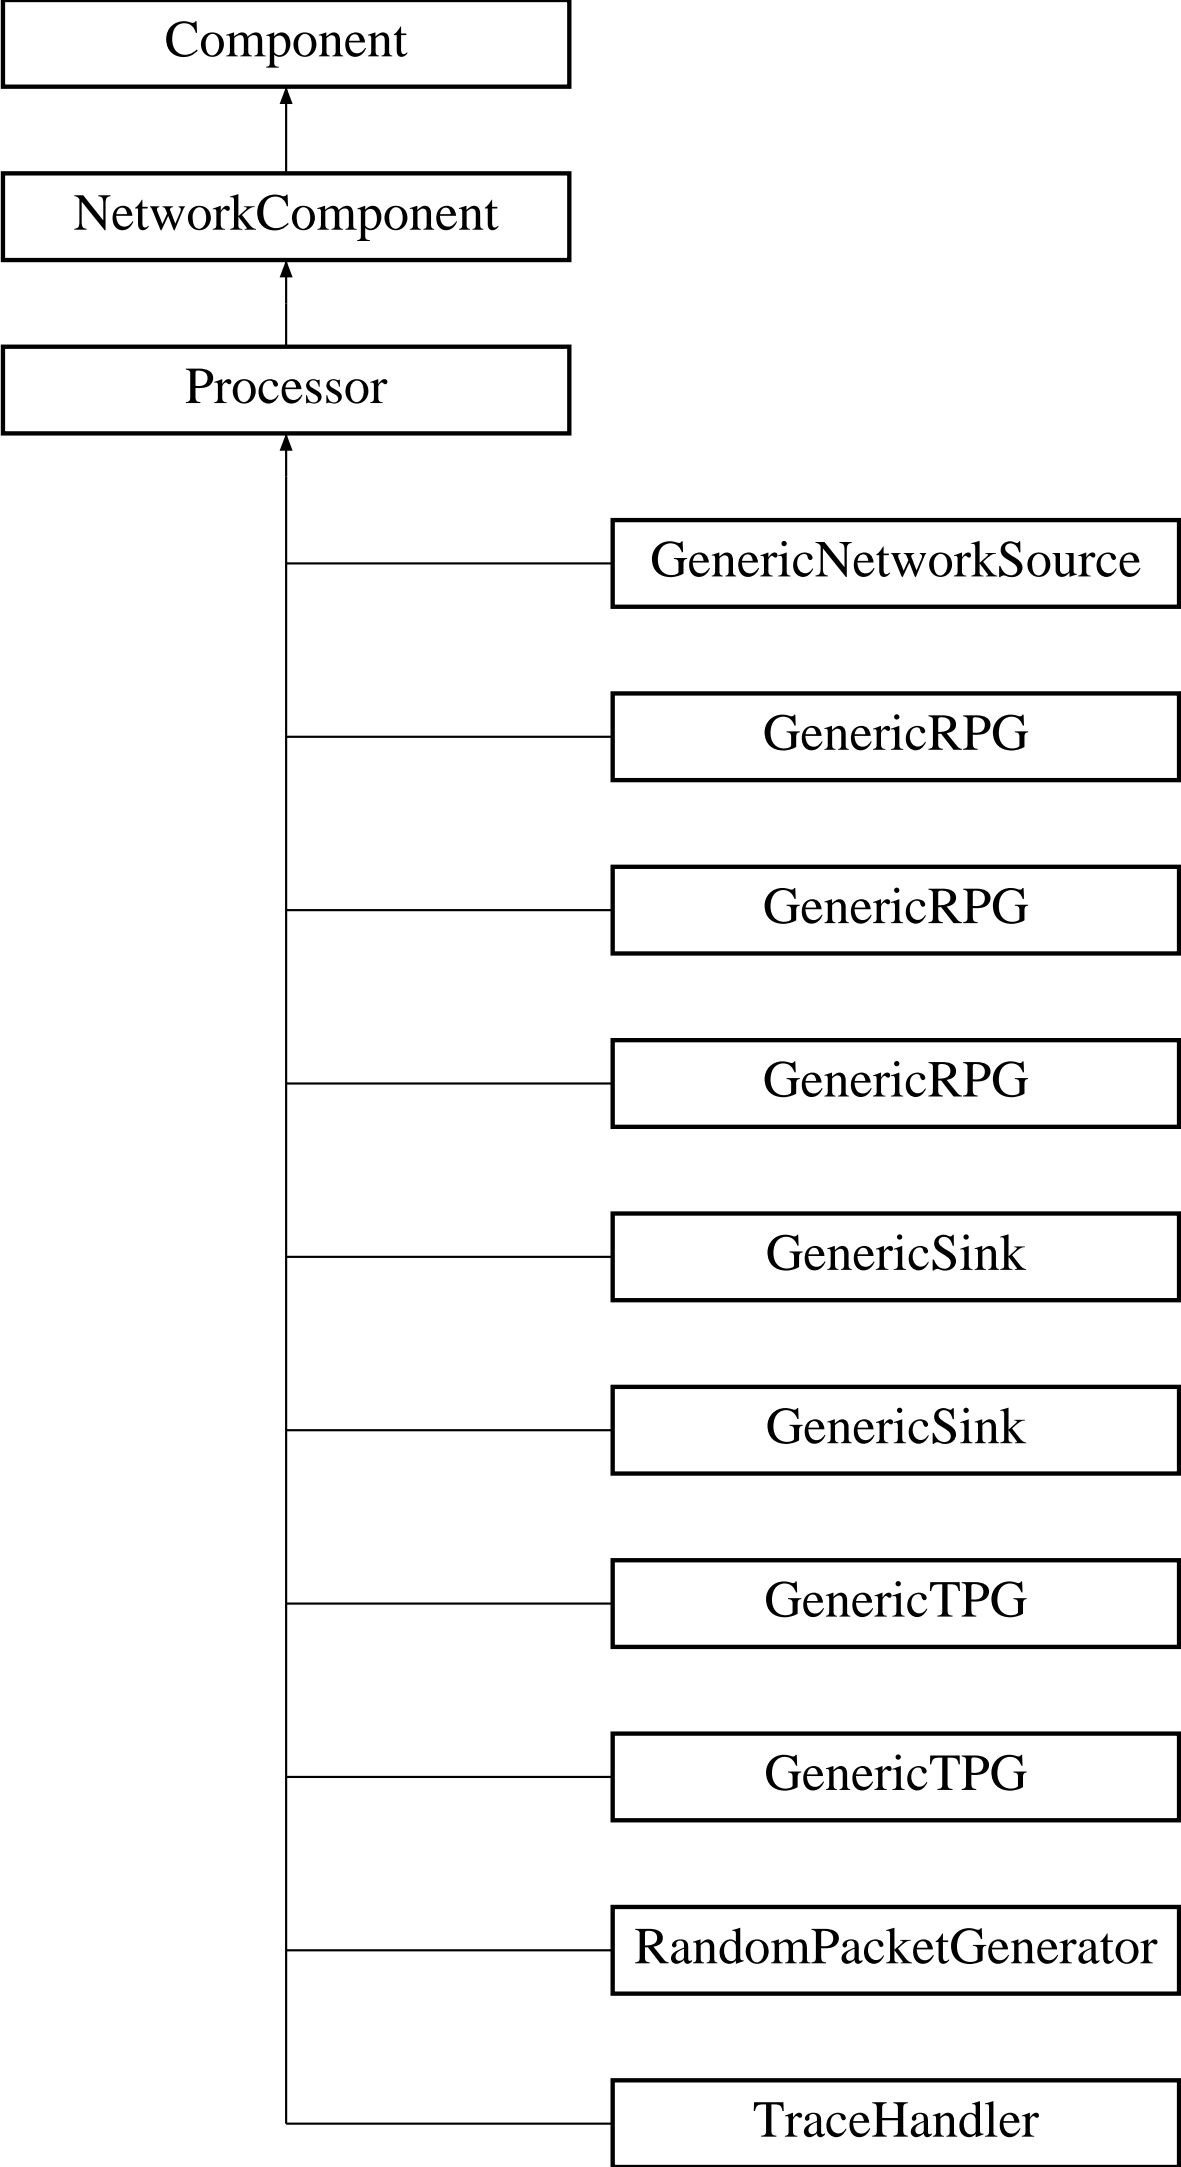 Component
NetworkComponent
Processor
GenericNetworkSource
GenericRPG
GenericRPG
GenericRPG
GenericSink
GenericSink
GenericTPG
GenericTPG
RandomPacketGenerator
TraceHandler